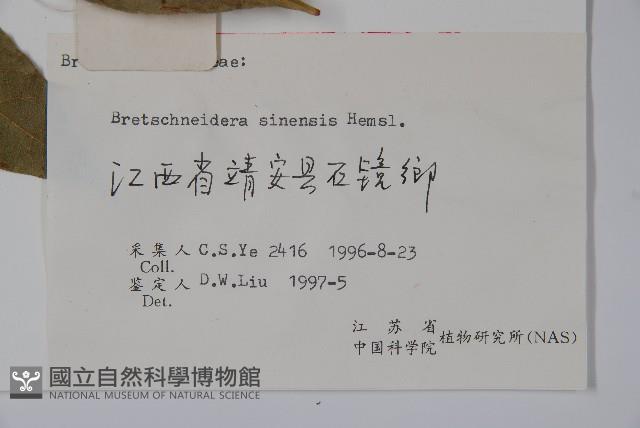 Br      eae:
Bretschneidera sinensis Hemsl.
江西省靖安县石镜鄉
采集人 C.S.Ye 2416 1996-8-23
Coll.
鉴定人 D.W.Liu 1997-5
Det.
江苏省
中国科学院 植物研究所(NAS)
國立自然科學博物館
NATIONAL MUSEUM OF NATURAL SCIENCE